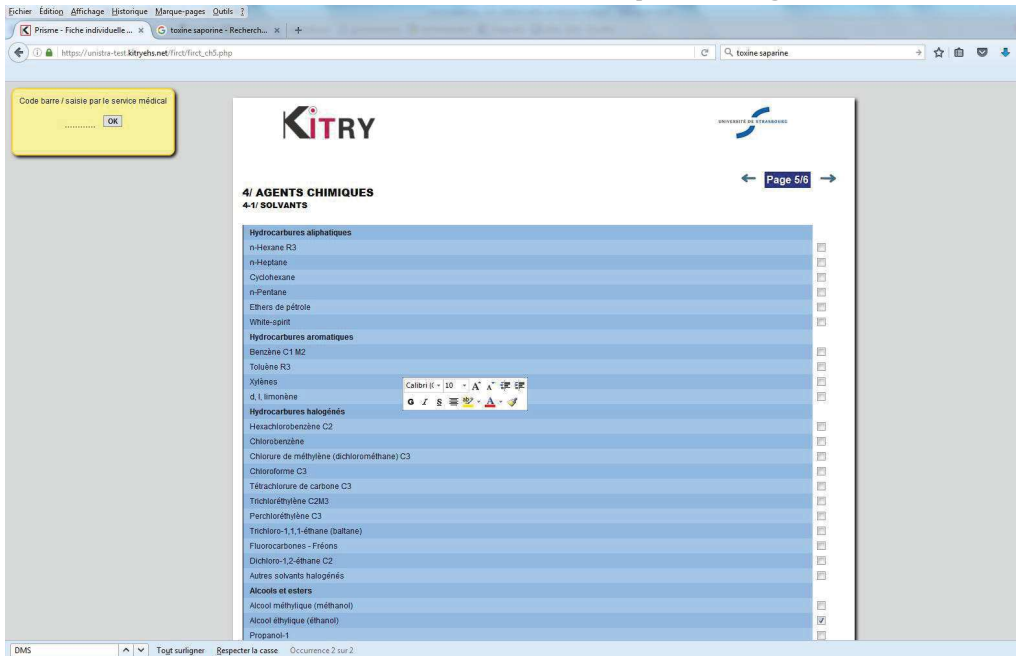 Fichier Édition Affichage Historique Marque-pages Outils ?
Prisme - Fiche individuelle ... × toxine saporine - Recherch... × +
https://unistra-test.kitryehs.net/firct/firct_ch5.php toxine saparine
Code barre / saisie par le service médical
............ OK
KiTRY
UNIVERSITÉ DE STRASBOURG
← Page 5/6 →
4/ AGENTS CHIMIQUES
4-1/ SOLVANTS
Hydrocarbures aliphatiques
n-Hexane R3
n-Heptane
Cyclohexane
n-Pentane
Ethers de pétrole
White-spirit
Hydrocarbures aromatiques
Benzène C1 M2
Toluène R3
Xylènes
d, l, limonène
Calibri (C 10 A A
G I S ab A
Hydrocarbures halogénés
Hexachlorobenzène C2
Chlorobenzène
Chlorure de méthylène (dichlorométhane) C3
Chloroforme C3
Tétrachlorure de carbone C3
Trichloréthylène C2M3
Perchloréthylène C3
Trichloro-1,1,1-éthane (baltane)
Fluorocarbones - Fréons
Dichloro-1,2-éthane C2
Autres solvants halogénés
Alcools et esters
Alcool méthylique (méthanol)
Alcool éthylique (éthanol)
Propanol-1
DMS Tout surligner Respecter la casse Occurrence 2 sur 2